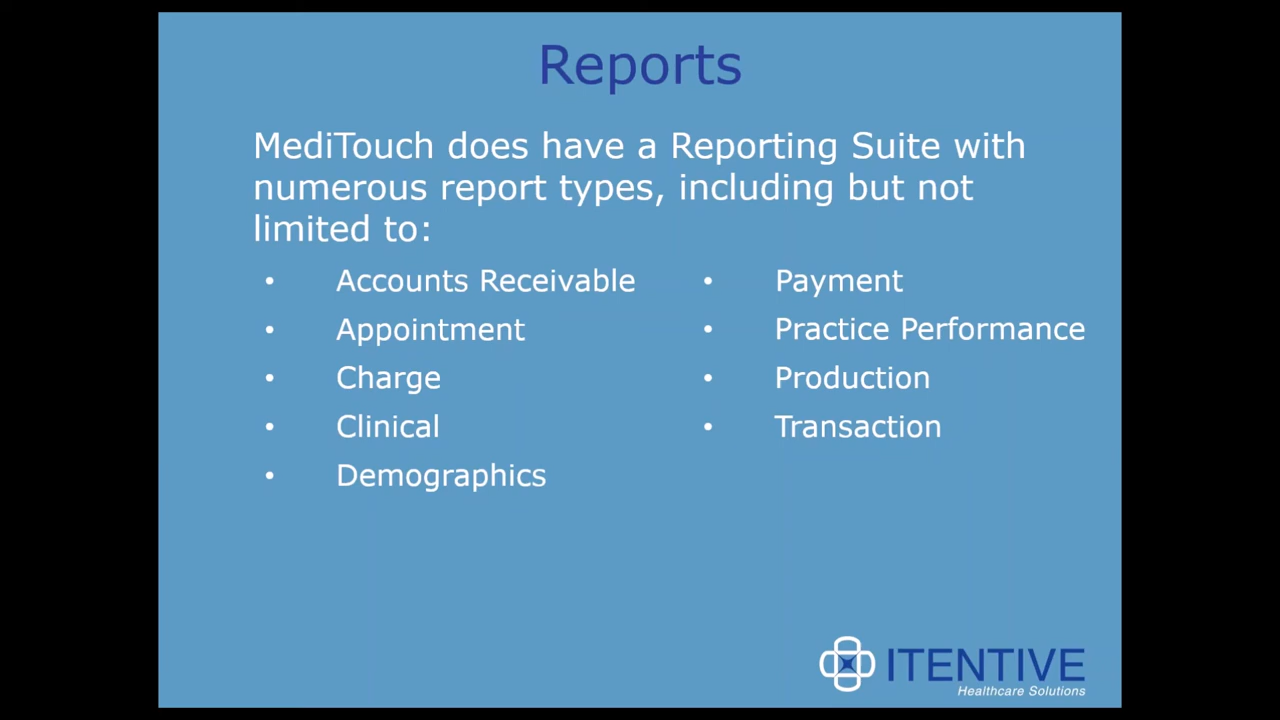 Reports
MediTouch does have a Reporting Suite with
numerous report types, including but not
limited to:
• Accounts Receivable
• Appointment
• Charge
• Clinical
• Demographics
• Payment
• Practice Performance
• Production
• Transaction
ITENTIVE
Healthcare Solutions